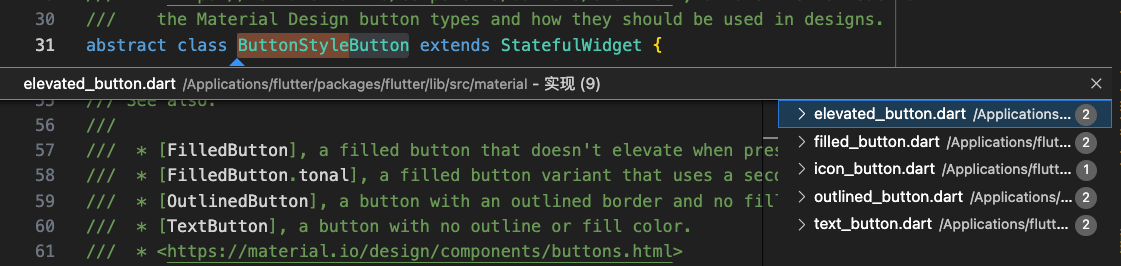 30 /// the Material Design button types and how they should be used in designs.
31 abstract class ButtonStyleButton extends StatefulWidget {
elevated_button.dart /Applications/flutter/packages/flutter/lib/src/material - 实现 (9)
55 /// See also:
56 ///
57 /// * [FilledButton], a filled button that doesn't elevate when pres
58 /// * [FilledButton.tonal], a filled button variant that uses a seco
59 /// * [OutlinedButton], a button with an outlined border and no fil
60 /// * [TextButton], a button with no outline or fill color.
61 /// * <https://material.io/design/components/buttons.html>
elevated_button.dart /Applications... 2
filled_button.dart /Applications/flut... 2
icon_button.dart /Applications/flutt... 1
outlined_button.dart /Applications/... 2
text_button.dart /Applications/flutt... 2